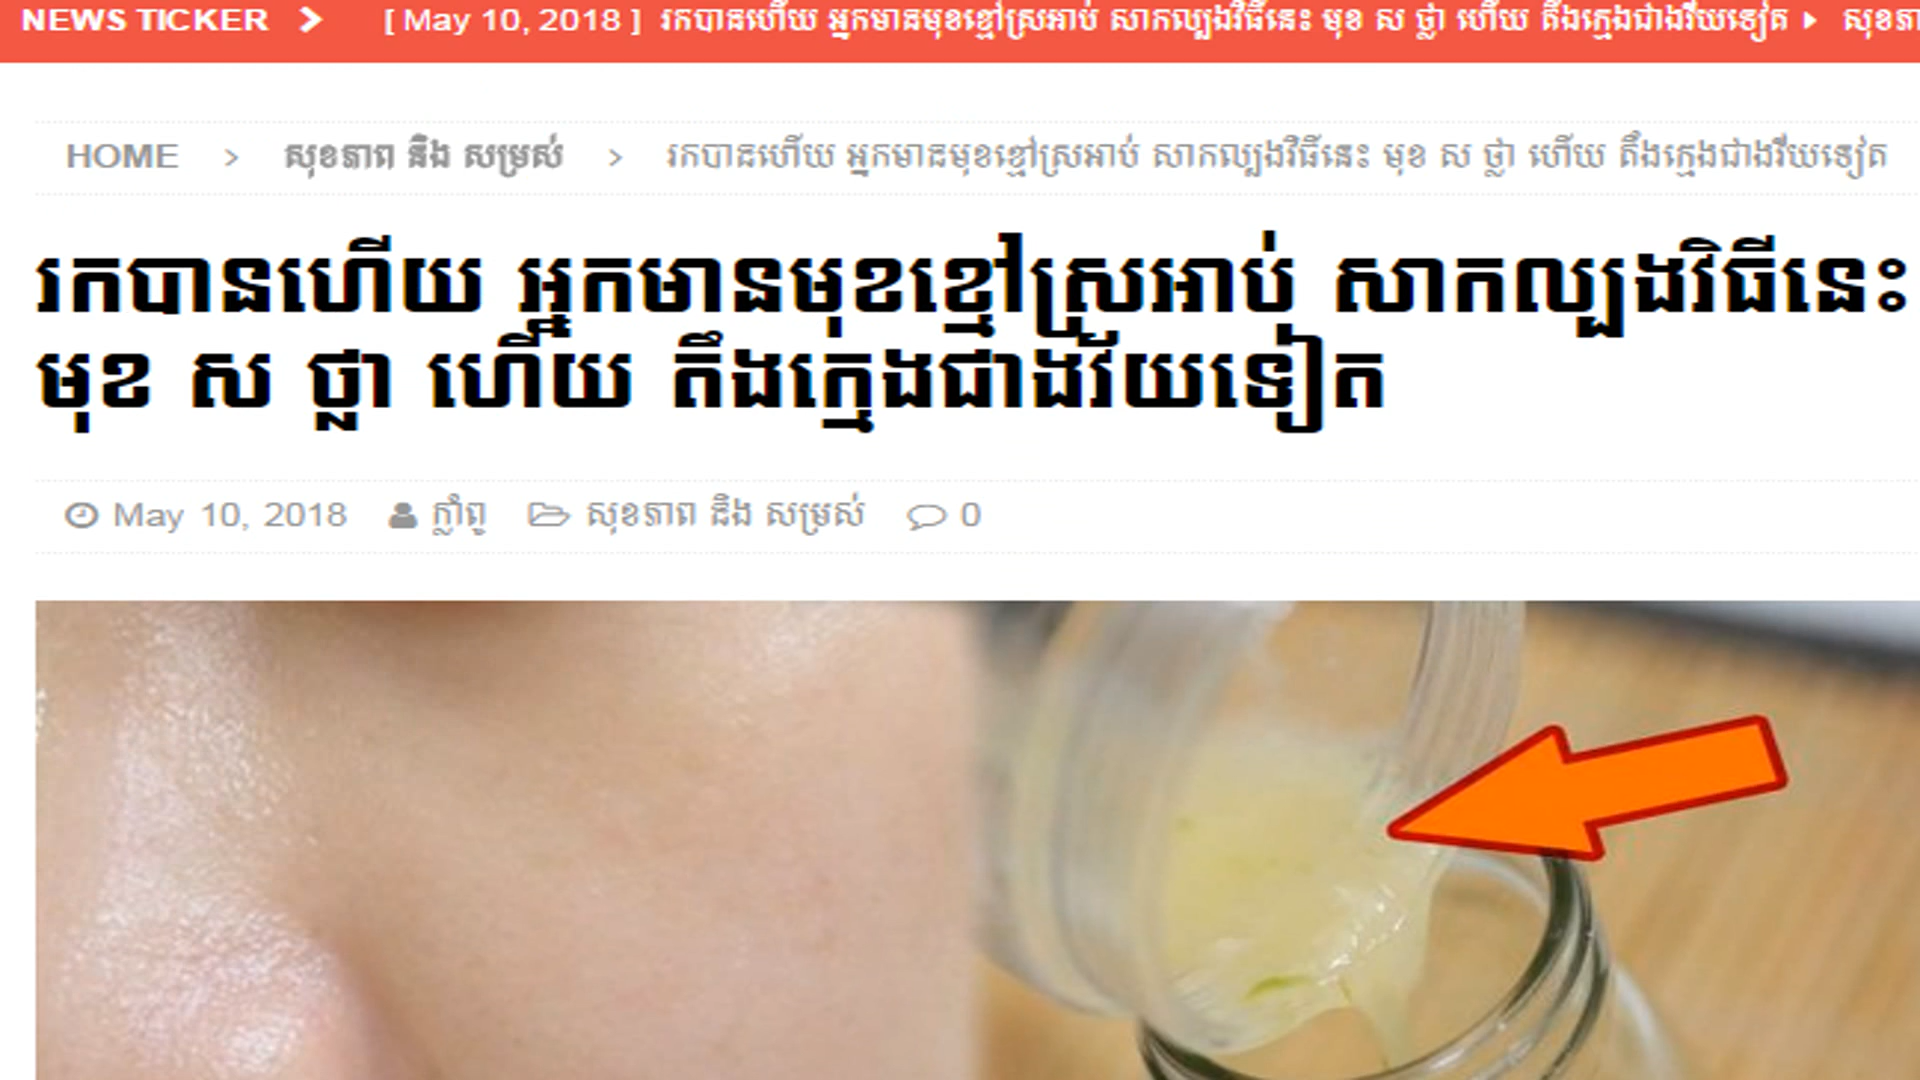 NEWS TICKER [ May 10, 2018 ] រកបានហើយ អ្នកមានមុខខ្មៅស្រអាប់ សាកល្បងវិធីនេះ មុខ ស ថ្លា ហើយ តឹងក្មេងជាងវ័យទៀត
HOME > សុខភាព និង សម្រស់ > រកបានហើយ អ្នកមានមុខខ្មៅស្រអាប់ សាកល្បងវិធីនេះ មុខ ស ថ្លា ហើយ តឹងក្មេងជាងវ័យទៀត
រកបានហើយ អ្នកមានមុខខ្មៅស្រអាប់ សាកល្បងវិធីនេះ
មុខ ស ថ្លា ហើយ តឹងក្មេងជាងវ័យទៀត
May 10, 2018 ក្លាំពូ សុខភាព និង សម្រស់ 0